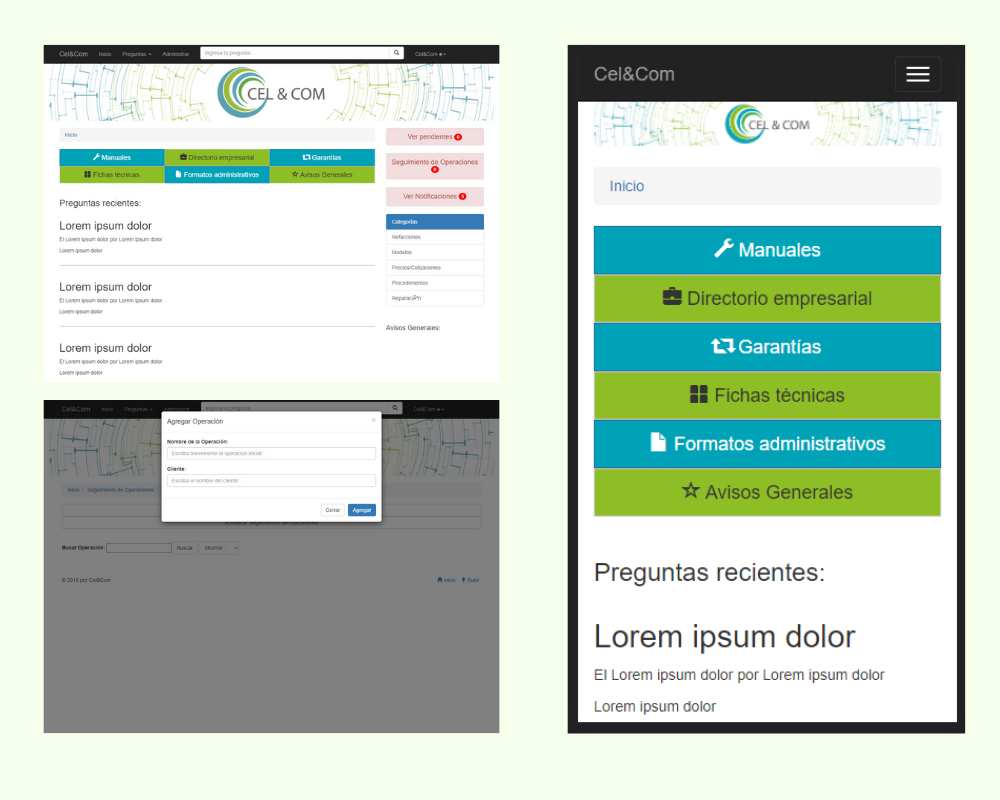 Cel&Com Inicio Preguntas Administrar Ingresa tu pregunta... Cel&Com
CEL & COM
Inicio
Manuales Directorio empresarial Garantías
Fichas técnicas Formatos administrativos Avisos Generales
Preguntas recientes:
Lorem ipsum dolor
El Lorem ipsum dolor por Lorem ipsum dolor
Lorem ipsum dolor
Lorem ipsum dolor
El Lorem ipsum dolor por Lorem ipsum dolor
Lorem ipsum dolor
Lorem ipsum dolor
El Lorem ipsum dolor por Lorem ipsum dolor
Lorem ipsum dolor
Ver pendientes 0
Seguimiento de Operaciones
0
Ver Notificaciones
Categorías
Refacciones
Modelos
Precios/Cotizaciones
Procedimientos
ReparaciÃ³n
Avisos Generales:
Cel&Com Inicio Preguntas Administrar Ingresa tu pregunta... Cel&Com
Agregar Operación ×
Nombre de la Operación:
Escriba brevemente la operación inicial
Cliente:
Escriba el nombre del cliente
Cerrar Agregar
Inicio / Seguimiento de Operaciones
Actualizar Seguimientos de Operaciones
Bucar Operación: Buscar Mostrar
© 2019 por Cel&Com Inicio Subir
Cel&Com
CEL & COM
Inicio
Manuales
Directorio empresarial
Garantías
Fichas técnicas
Formatos administrativos
Avisos Generales
Preguntas recientes:
Lorem ipsum dolor
El Lorem ipsum dolor por Lorem ipsum dolor
Lorem ipsum dolor